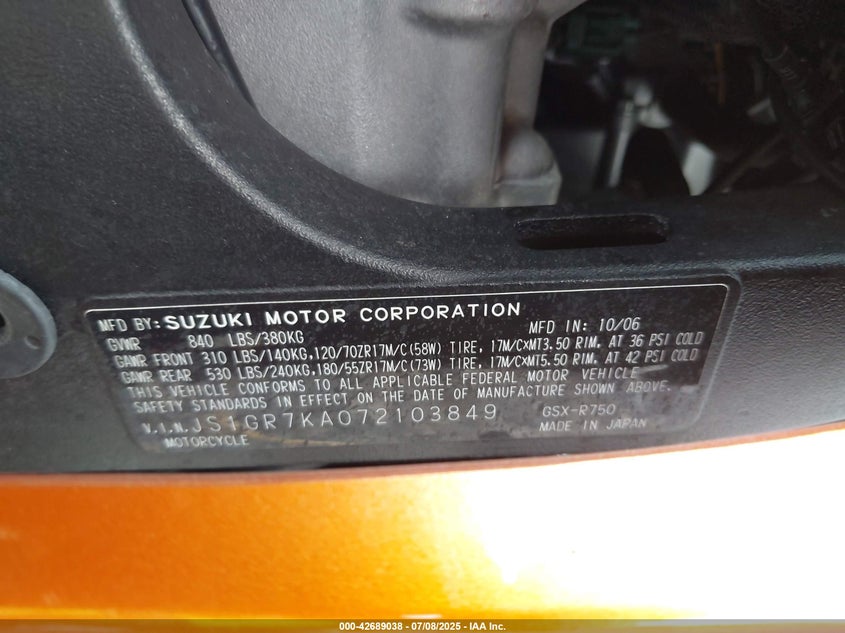 MFD BY: SUZUKI MOTOR CORPORATION MFD IN: 10/06
GVWR 840 LBS/380KG
GAWR FRONT 310 LBS/140KG,120/70ZR17M/C(58W) TIRE, 17M/C×MT3.50 RIM. AT 36 PSI COLD
GAWR REAR 530 LBS/240KG,180/55ZR17M/C(73W) TIRE, 17M/C×MT5.50 RIM. AT 42 PSI COLD
THIS VEHICLE CONFORMS TO ALL APPLICABLE FEDERAL MOTOR VEHICLE
SAFETY STANDARDS IN EFFECT ON THE DATE OF MANUFACTURE SHOWN ABOVE.
V.I.N. JS1GR7KA072103849 GSX-R750
MOTORCYCLE MADE IN JAPAN
000-42689038 - 07/08/2025 - IAA Inc.